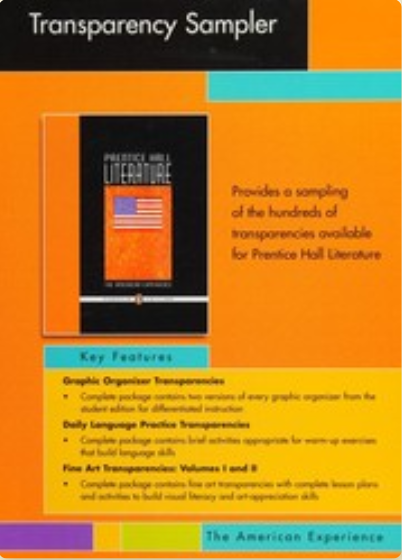 Transparency Sampler
PRENTICE HALL
LITERATURE
THE AMERICAN EXPERIENCE
Provides a sampling
of the hundreds of
transparencies available
for Prentice Hall Literature
Key Features
Graphic Organizer Transparencies
• Complete package contains two versions of every graphic organizer from the
student edition for differentiated instruction
Daily Language Practice Transparencies
• Complete package contains brief activities appropriate for warm-up exercises
that build language skills
Fine Art Transparencies: Volumes I and II
• Complete package contains fine art transparencies with complete lesson plans
and activities to build visual literacy and art-appreciation skills
The American Experience